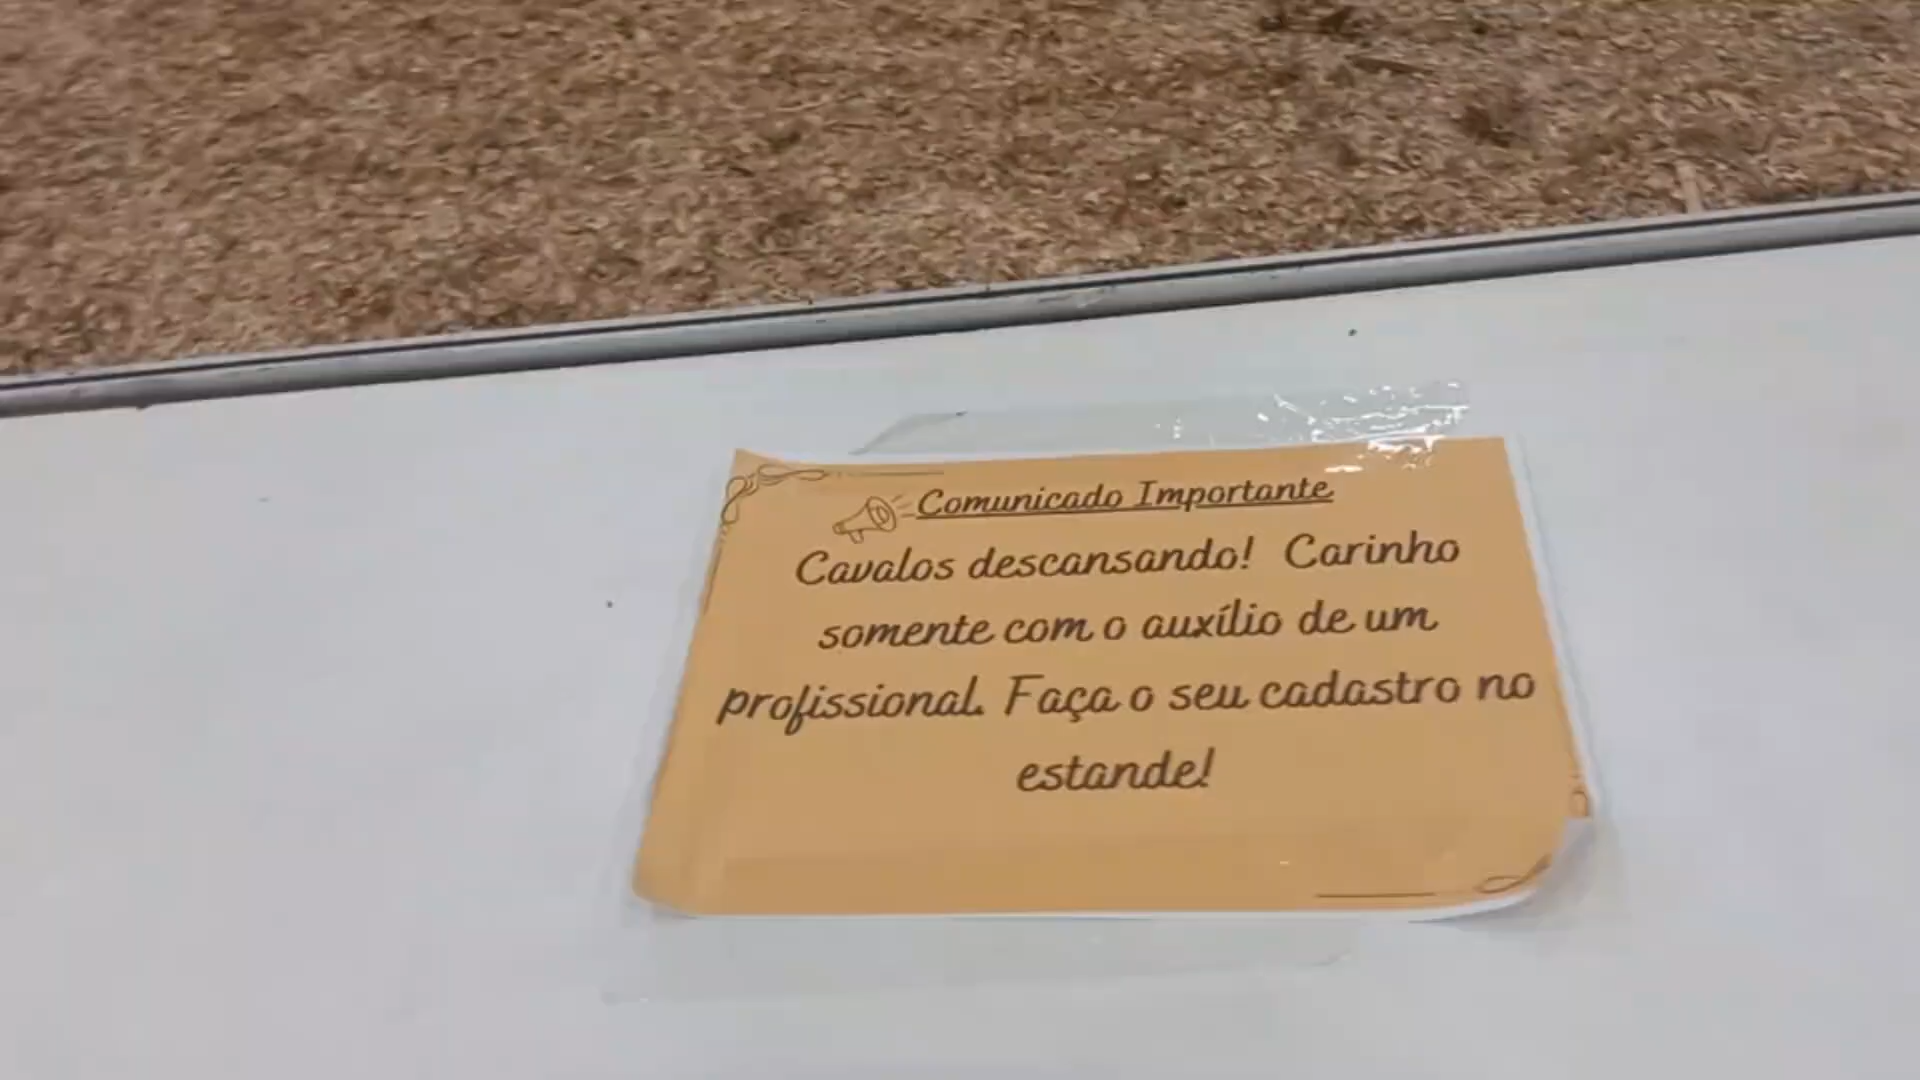 Comunicado Importante
Cavalos descansando! Carinho
somente com o auxílio de um
profissional. Faça o seu cadastro no
estande!